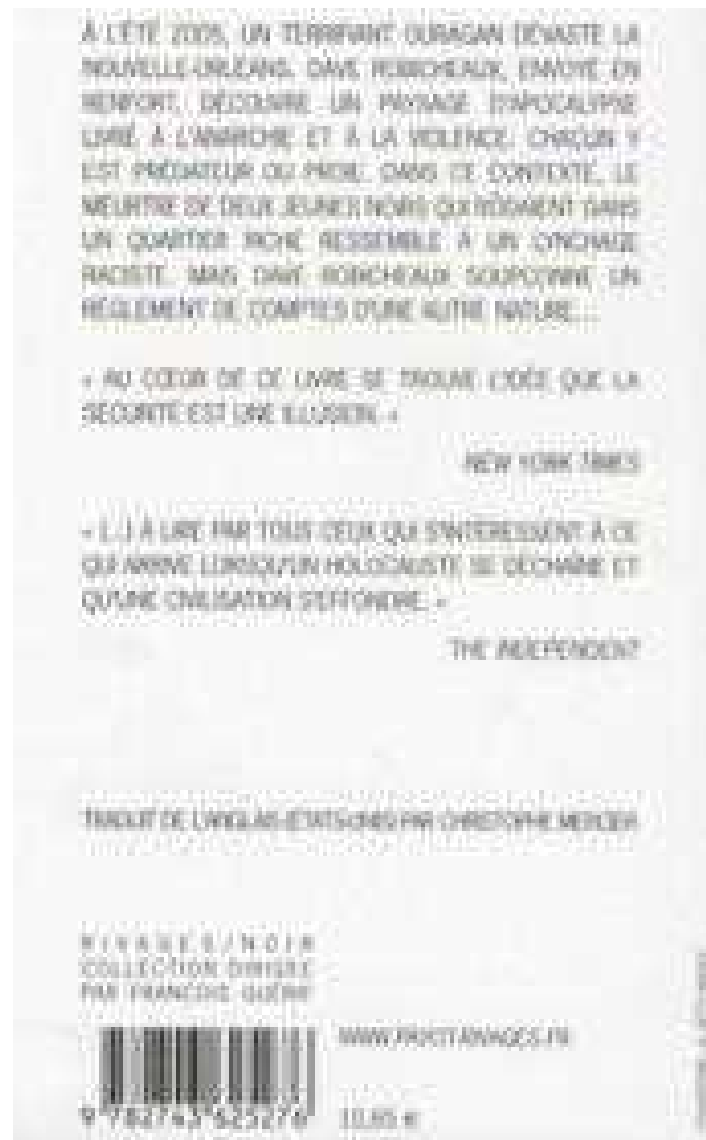 À L'ÉTÉ 2005, UN TERRIFIANT OURAGAN DÉVASTE LA
NOUVELLE-ORLÉANS. DAVE ROBICHEAUX, ENVOYÉ EN
RENFORT, DÉCOUVRE UN PAYSAGE D'APOCALYPSE
LIVRÉ À L'ANARCHIE ET À LA VIOLENCE. CHACUN Y
EST PRÉDATEUR OU PROIE. DANS CE CONTEXTE, LE
MEURTRE DE DEUX JEUNES NOIRS QUI RÔDAIENT DANS
UN QUARTIER RICHE RESSEMBLE À UN LYNCHAGE
RACISTE. MAIS DAVE ROBICHEAUX SOUPÇONNE UN
RÈGLEMENT DE COMPTES D'UNE AUTRE NATURE...
« AU CŒUR DE CE LIVRE SE TROUVE L'IDÉE QUE LA
SÉCURITÉ EST UNE ILLUSION. »
NEW YORK TIMES
« [...] À LIRE PAR TOUS CEUX QUI S'INTÉRESSENT À CE
QUI ARRIVE LORSQU'UN HOLOCAUSTE SE DÉCHAÎNE ET
QU'UNE CIVILISATION S'EFFONDRE. »
THE INDEPENDENT
TRADUIT DE L'ANGLAIS (ÉTATS-UNIS) PAR CHRISTOPHE MERCIER
RIVAGES/NOIR
COLLECTION DIRIGÉE
PAR FRANÇOIS GUÉRIF
WWW.PAYOT-RIVAGES.FR
9 782743 625276
10,65 €